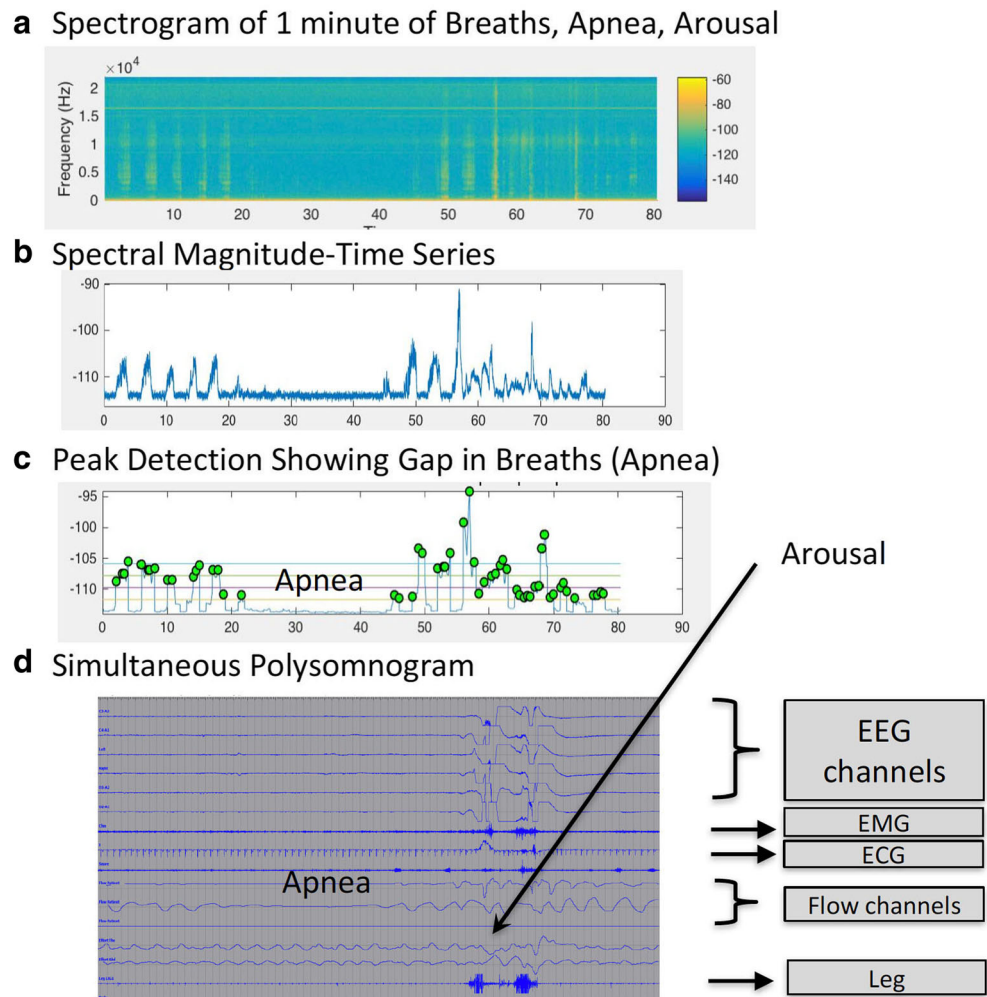 a Spectrogram of 1 minute of Breaths, Apnea, Arousal
×10⁴
Frequency (Hz)
2
1.5
1
0.5
0
10 20 30 40 50 60 70 80
-60
-80
-100
-120
-140
b Spectral Magnitude-Time Series
-90
-100
-110
0 10 20 30 40 50 60 70 80 90
c Peak Detection Showing Gap in Breaths (Apnea)
-95
-100
-105
-110
Apnea
0 10 20 30 40 50 60 70 80 90
Arousal
d Simultaneous Polysomnogram
Apnea
EEG
channels
EMG
ECG
Flow channels
Leg